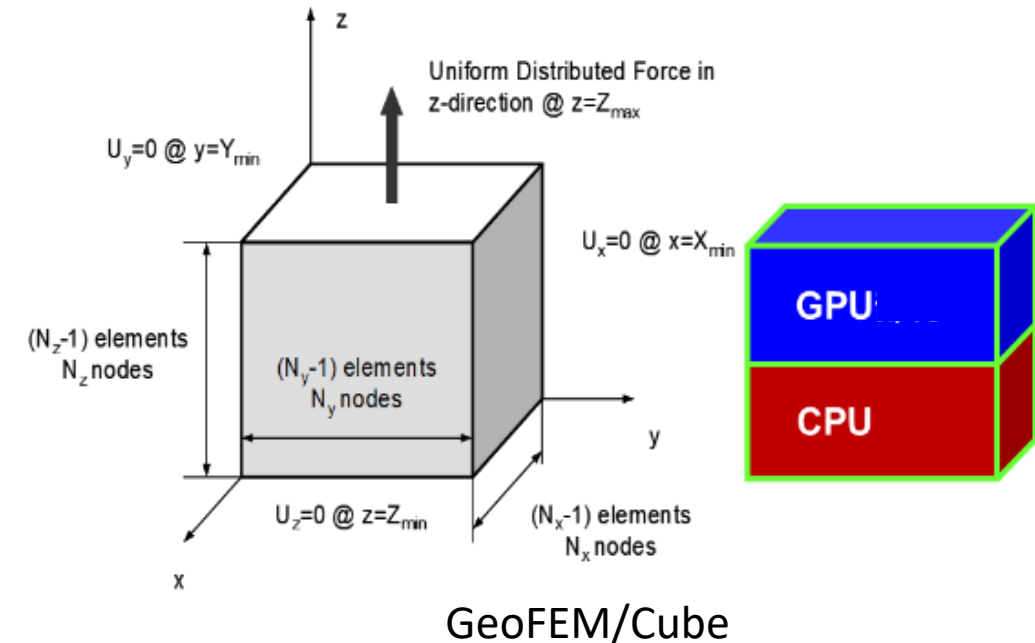 z
Uniform Distributed Force in
z-direction @ z=Zmax
Uy=0 @ y=Ymin
Ux=0 @ x=Xmin
(Nz-1) elements
Nz nodes
(Ny-1) elements
Ny nodes
y
Uz=0 @ z=Zmin
(Nx-1) elements
Nx nodes
x
GPU
CPU
GeoFEM/Cube